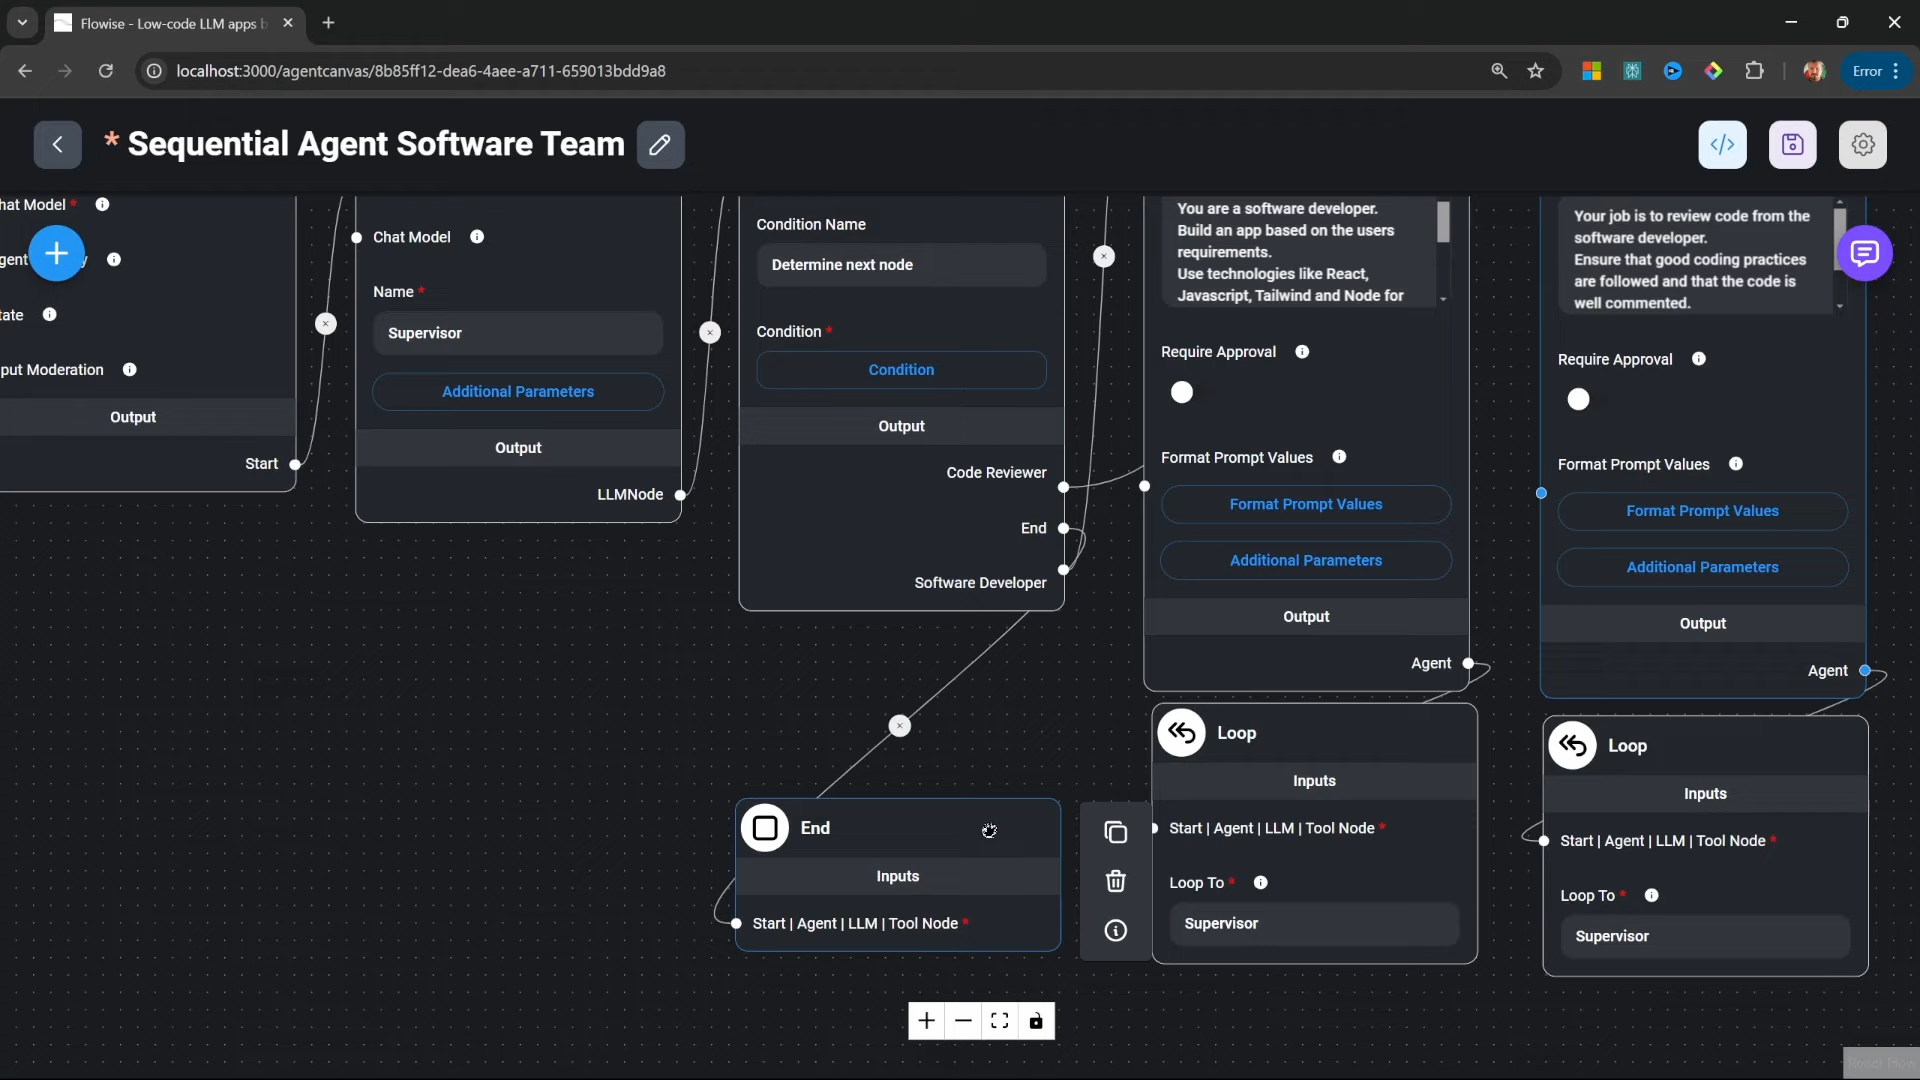 Flowise - Low-code LLM apps b
localhost:3000/agentcanvas/8b85ff12-dea6-4aee-a711-659013bdd9a8
Error
* Sequential Agent Software Team
hat Model *
gent
y
tate
put Moderation
Output
Start
Chat Model
Name *
Supervisor
Additional Parameters
Output
LLMNode
Condition Name
Determine next node
Condition *
Condition
Output
Code Reviewer
End
Software Developer
You are a software developer.
Build an app based on the users
requirements.
Use technologies like React,
Javascript, Tailwind and Node for
Require Approval
Format Prompt Values
Format Prompt Values
Additional Parameters
Output
Agent
Your job is to review code from the
software developer.
Ensure that good coding practices
are followed and that the code is
well commented.
Require Approval
Format Prompt Values
Format Prompt Values
Additional Parameters
Output
Agent
End
Inputs
Start | Agent | LLM | Tool Node *
Loop
Inputs
Start | Agent | LLM | Tool Node *
Loop To *
Supervisor
Loop
Inputs
Start | Agent | LLM | Tool Node *
Loop To *
Supervisor
React Flow